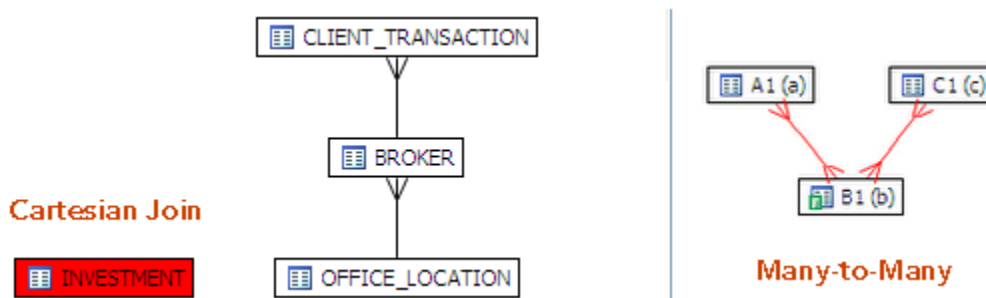 CLIENT_TRANSACTION
BROKER
Cartesian Join
INVESTMENT
OFFICE_LOCATION
A1 (a)
C1 (c)
B1 (b)
Many-to-Many